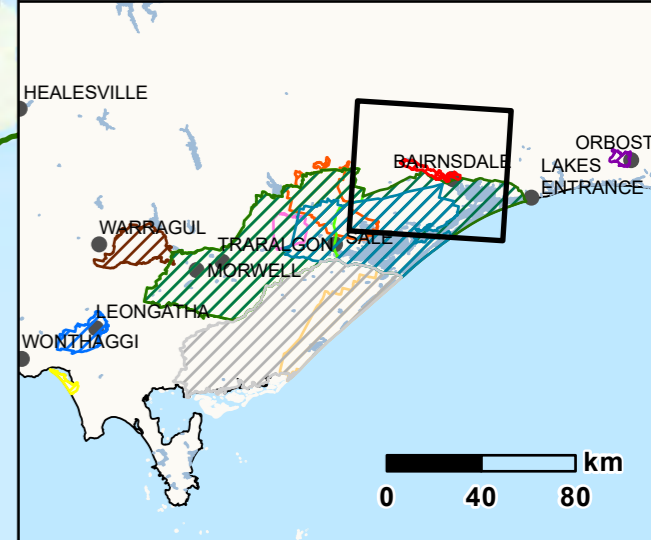 HEALESVILLE
ORBOST
BAIRNSDALE
LAKES
ENTRANCE
WARRAGUL
TRARALGON
SALE
MORWELL
LEONGATHA
WONTHAGGI
km
0 40 80